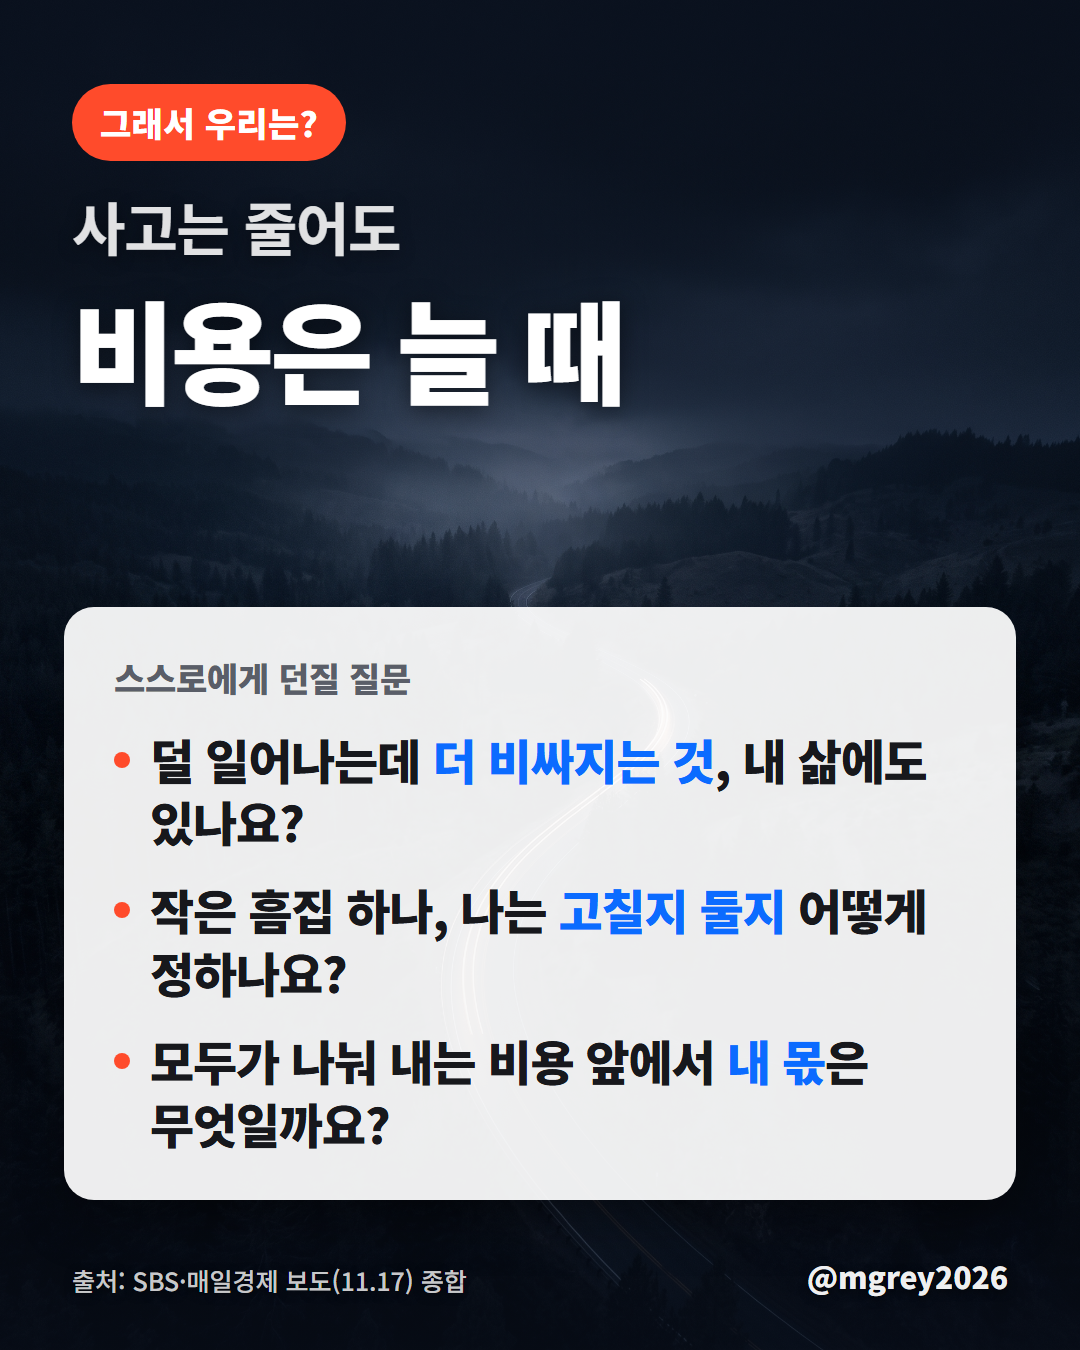 그래서 우리는?
사고는 줄어도
비용은 늘 때
스스로에게 던질 질문
덜 일어나는데 더 비싸지는 것, 내 삶에도
있나요?
작은 흠집 하나, 나는 고칠지 둘지 어떻게
정하나요?
모두가 나눠 내는 비용 앞에서 내 몫은
무엇일까요?
출처: SBS·매일경제 보도(11.17) 종합
@mgrey2026